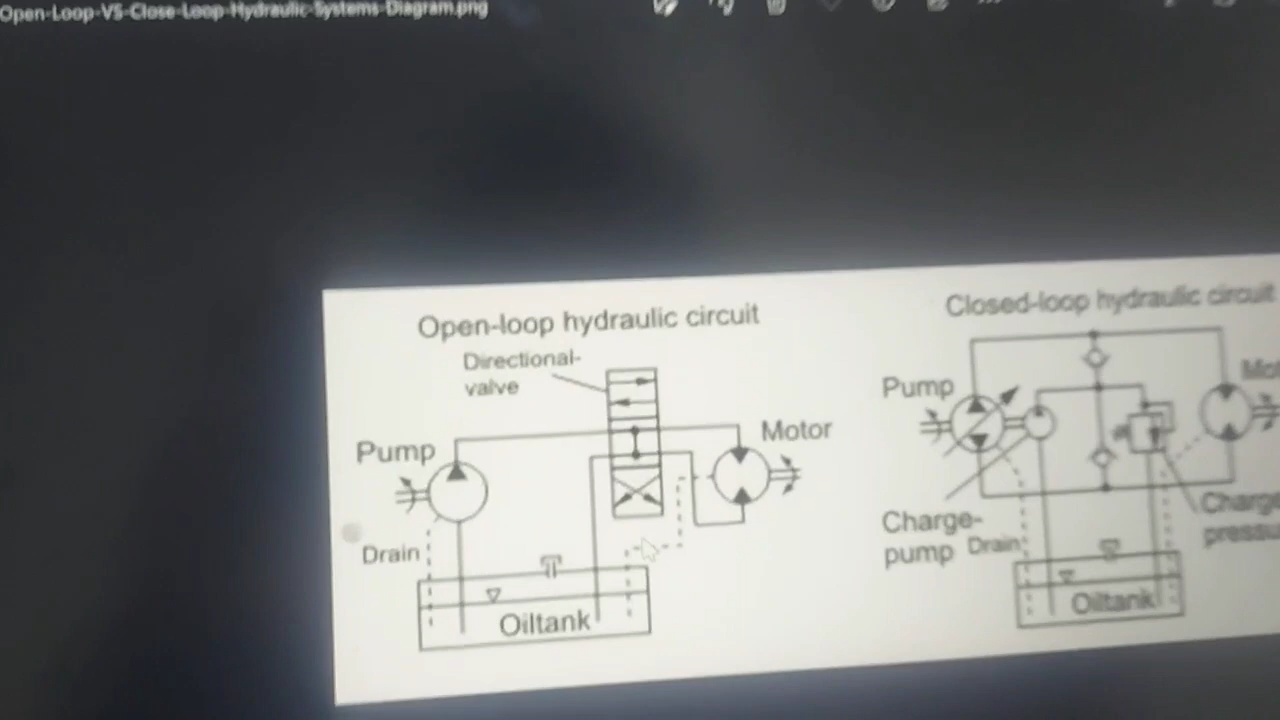 Open-Loop-VS-Close-Loop-Hydraulic-Systems-Diagram.png
Open-loop hydraulic circuit
Directional-
valve
Pump
Motor
Drain
Oiltank
Closed-loop hydraulic circuit
Pump
Charge-
pump
Drain
Oiltank